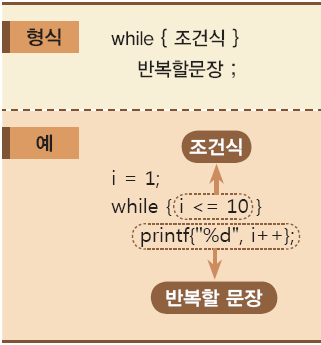 형식
while { 조건식 }
반복할문장 ;
예
조건식
i = 1;
while { i <= 10 }
printf{"%d", i++};
반복할 문장